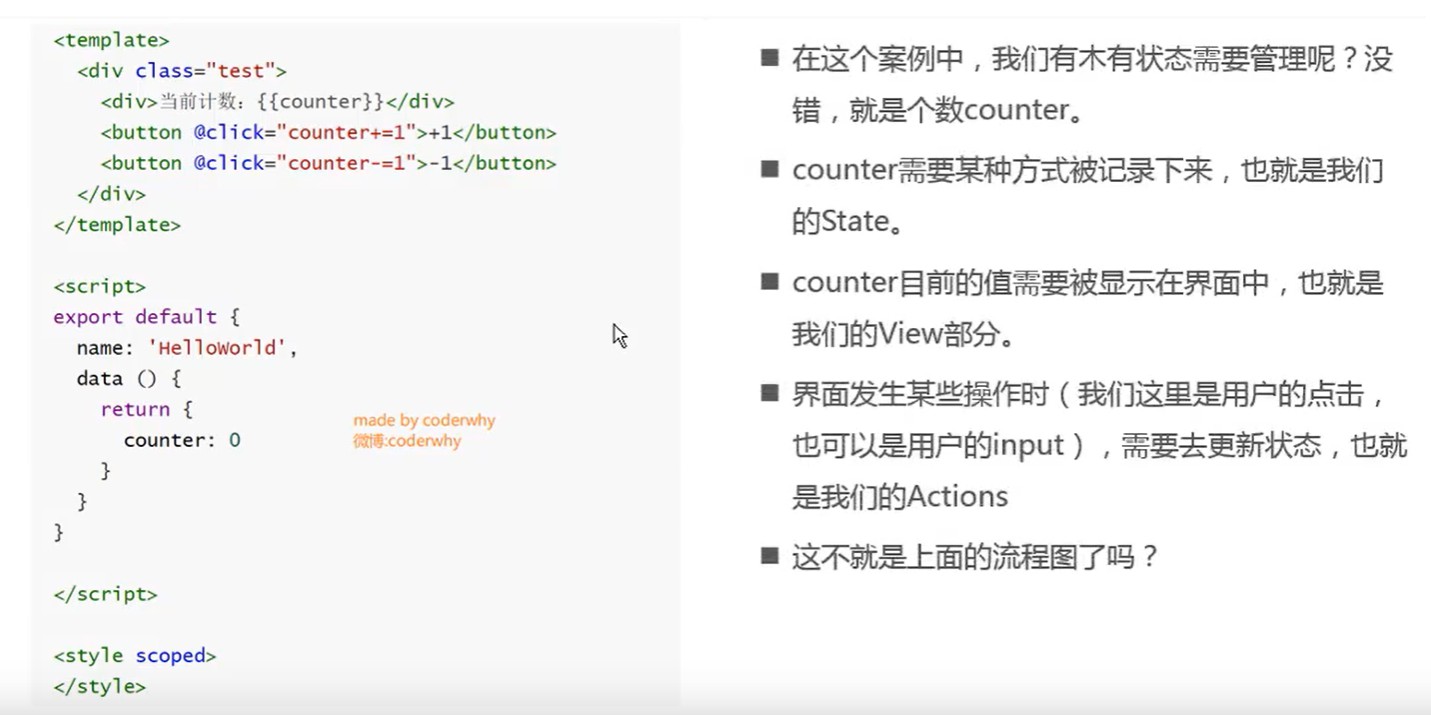 <template>
  <div class="test">
    <div>当前计数：{{counter}}</div>
    <button @click="counter+=1">+1</button>
    <button @click="counter-=1">-1</button>
  </div>
</template>
<script>
export default {
  name: 'HelloWorld',
  data () {
    return {
      counter: 0
    }
  }
}
</script>
<style scoped>
</style>
made by coderwhy
微博:coderwhy
■ 在这个案例中，我们有木有状态需要管理呢？没
错，就是个数counter。
■ counter需要某种方式被记录下来，也就是我们
的State。
■ counter目前的值需要被显示在界面中，也就是
我们的View部分。
■ 界面发生某些操作时（我们这里是用户的点击，
也可以是用户的input），需要去更新状态，也就
是我们的Actions
■ 这不就是上面的流程图了吗？